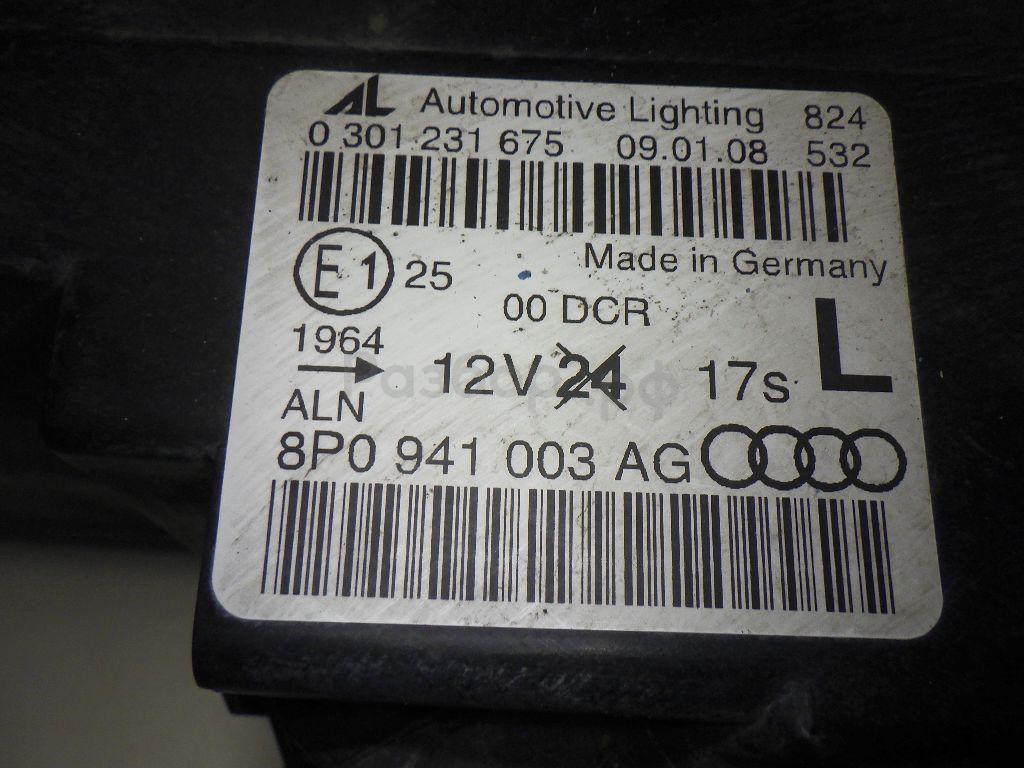 AL Automotive Lighting 824
0 301 231 675 09.01.08 532
Made in Germany
E1 25
00 DCR
1964
12V 24 17s L
ALN
8P0 941 003 AG